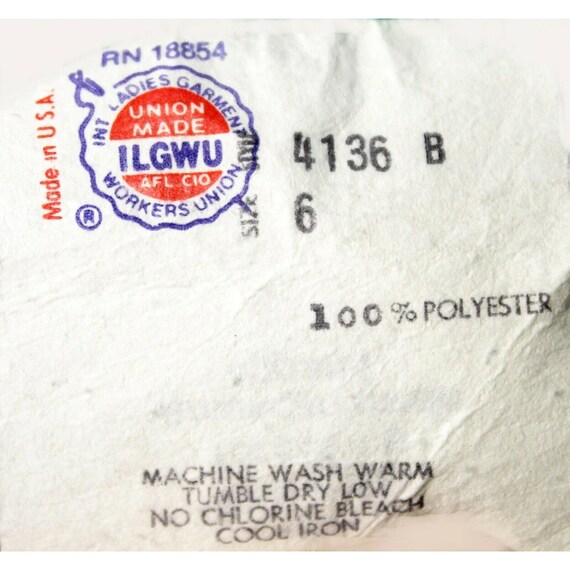 RN 18854
Made in U.S.A.
INT LADIES GARMENT
UNION
MADE
ILGWU
AFL CIO
WORKERS UNION
®
4136 B
SIZE
6
100% POLYESTER
MACHINE WASH WARM
TUMBLE DRY LOW
NO CHLORINE BLEACH
COOL IRON